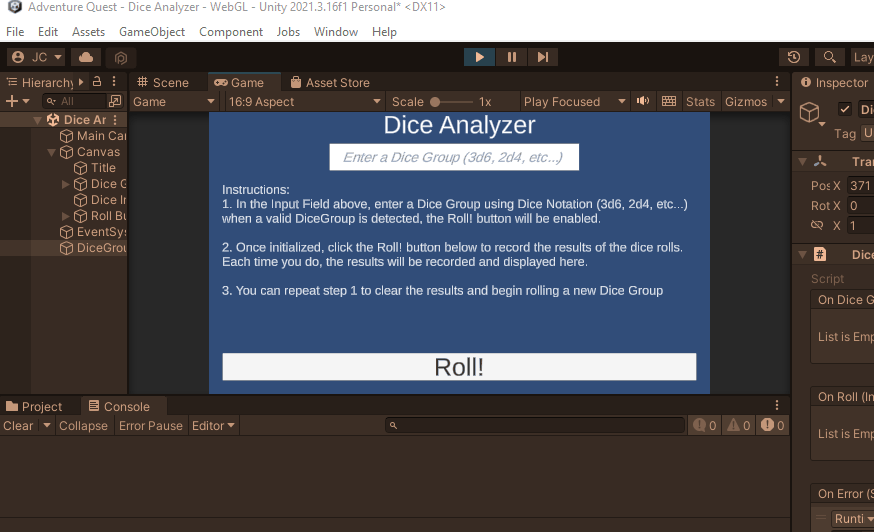 Adventure Quest - Dice Analyzer - WebGL - Unity 2021.3.16f1 Personal* <DX11>
File Edit Assets GameObject Component Jobs Window Help
JC Lay
Hierarchy Scene Game Asset Store Inspector
All Game 16:9 Aspect Scale 1x Play Focused Stats Gizmos
Dice Ar
Main Car
Canvas
Title
Dice G
Dice In
Roll Bu
EventSys
DiceGrou
Dice Analyzer
Enter a Dice Group (3d6, 2d4, etc...)
Instructions:
1. In the Input Field above, enter a Dice Group using Dice Notation (3d6, 2d4, etc...)
when a valid DiceGroup is detected, the Roll! button will be enabled.
2. Once initialized, click the Roll! button below to record the results of the dice rolls.
Each time you do, the results will be recorded and displayed here.
3. You can repeat step 1 to clear the results and begin rolling a new Dice Group
Roll!
Di
Tag U
Tran
Pos X 371
Rot X 0
X 1
Dice
Script
On Dice G
List is Emp
On Roll (In
List is Emp
On Error (S
Runti
Project Console
Clear Collapse Error Pause Editor 0 0 0